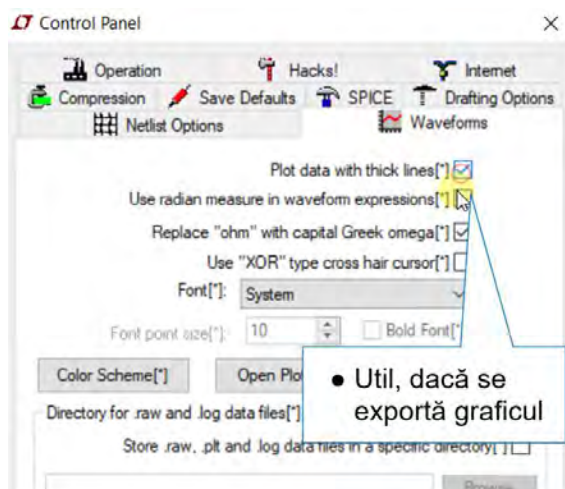 Control Panel
Operation Hacks! Internet
Compression Save Defaults SPICE Drafting Options
Netlist Options Waveforms
Plot data with thick lines[*]
Use radian measure in waveform expressions[*]
Replace "ohm" with capital Greek omega[*]
Use "XOR" type cross hair cursor[*]
Font[*]: System
Font point size[*]: 10 Bold Font[*
Color Scheme[*] Open Plo
• Util, dacă se
exportă graficul
Directory for .raw and .log data files[*]
Store .raw, .plt and .log data files in a specific directory[ ]
Browse